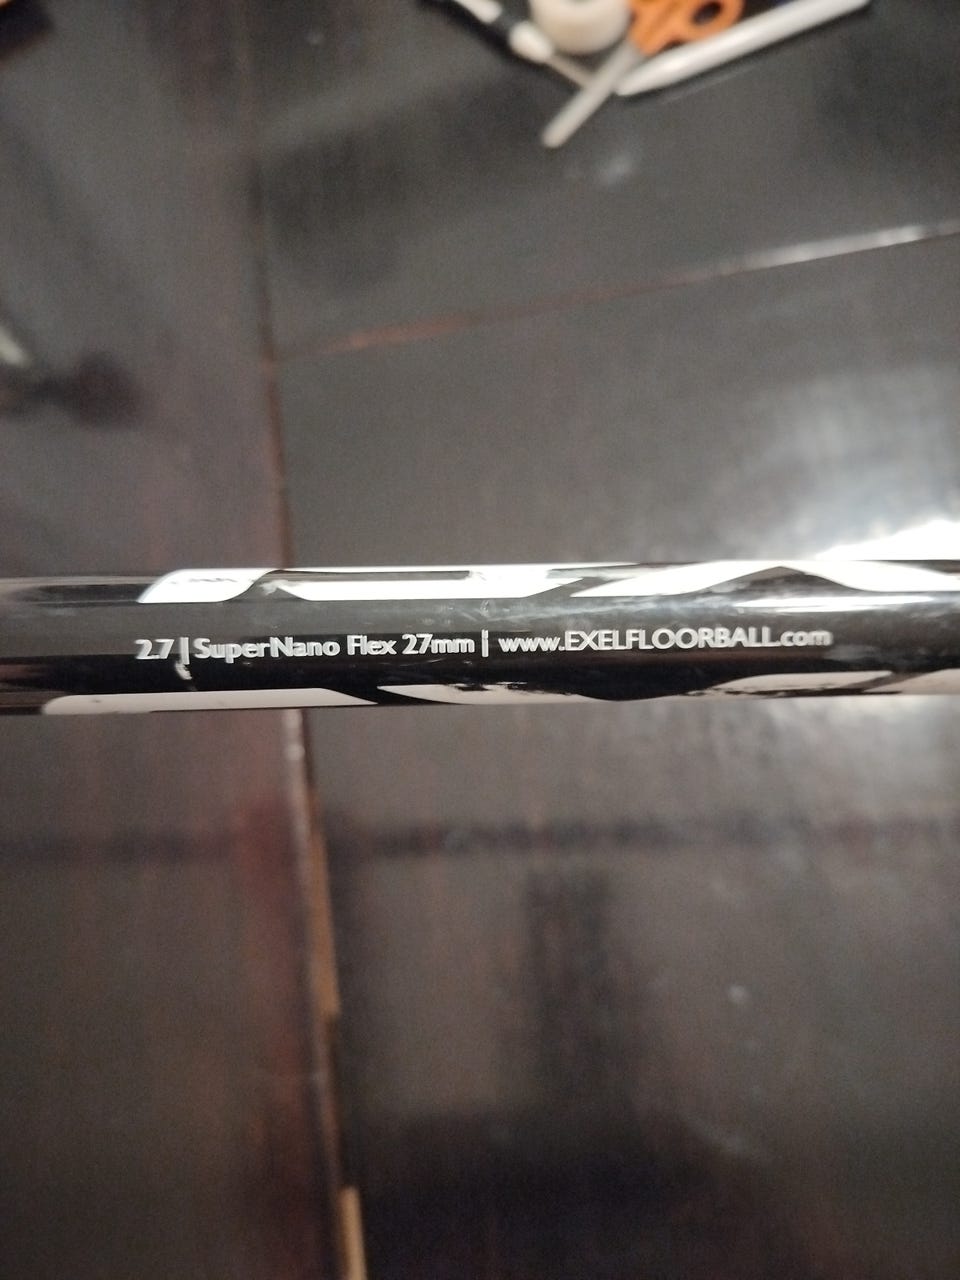 2.7 | SuperNano Flex 27mm | www.EXELFLOORBALL.com